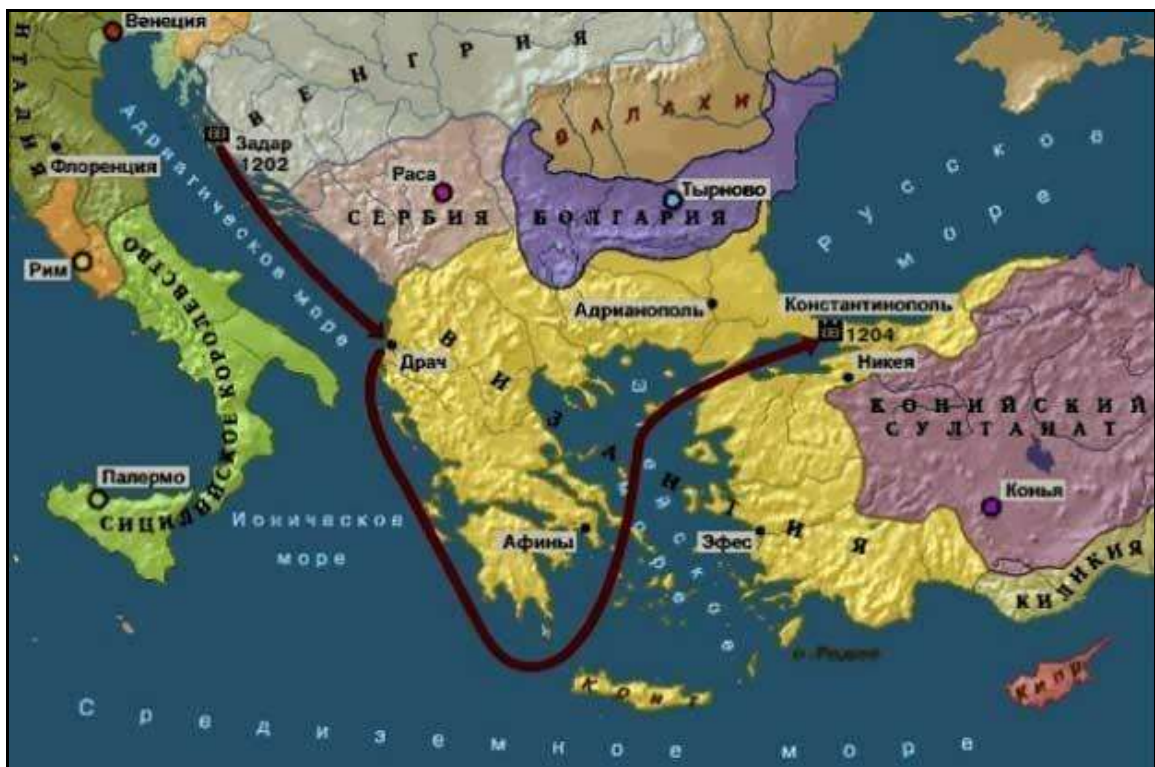 Венеция
ИТАЛИЯ
Флоренция
Рим
Адриатическое море
Задар
1202
ВЕНГРИЯ
ВАЛАХИ
Раса
СЕРБИЯ
Тырново
БОЛГАРИЯ
Русское
море
СИЦИЛИЙСКОЕ КОРОЛЕВСТВО
Палермо
Драч
Адрианополь
Константинополь
1204
Никея
ВИЗАНТИЯ
КОНИЙСКИЙ
СУЛТАНАТ
Конья
КИЛИКИЯ
Ионическое
море
Афины
Эфес
Эгейское
море
Родос
Крит
Кипр
Средиземное море